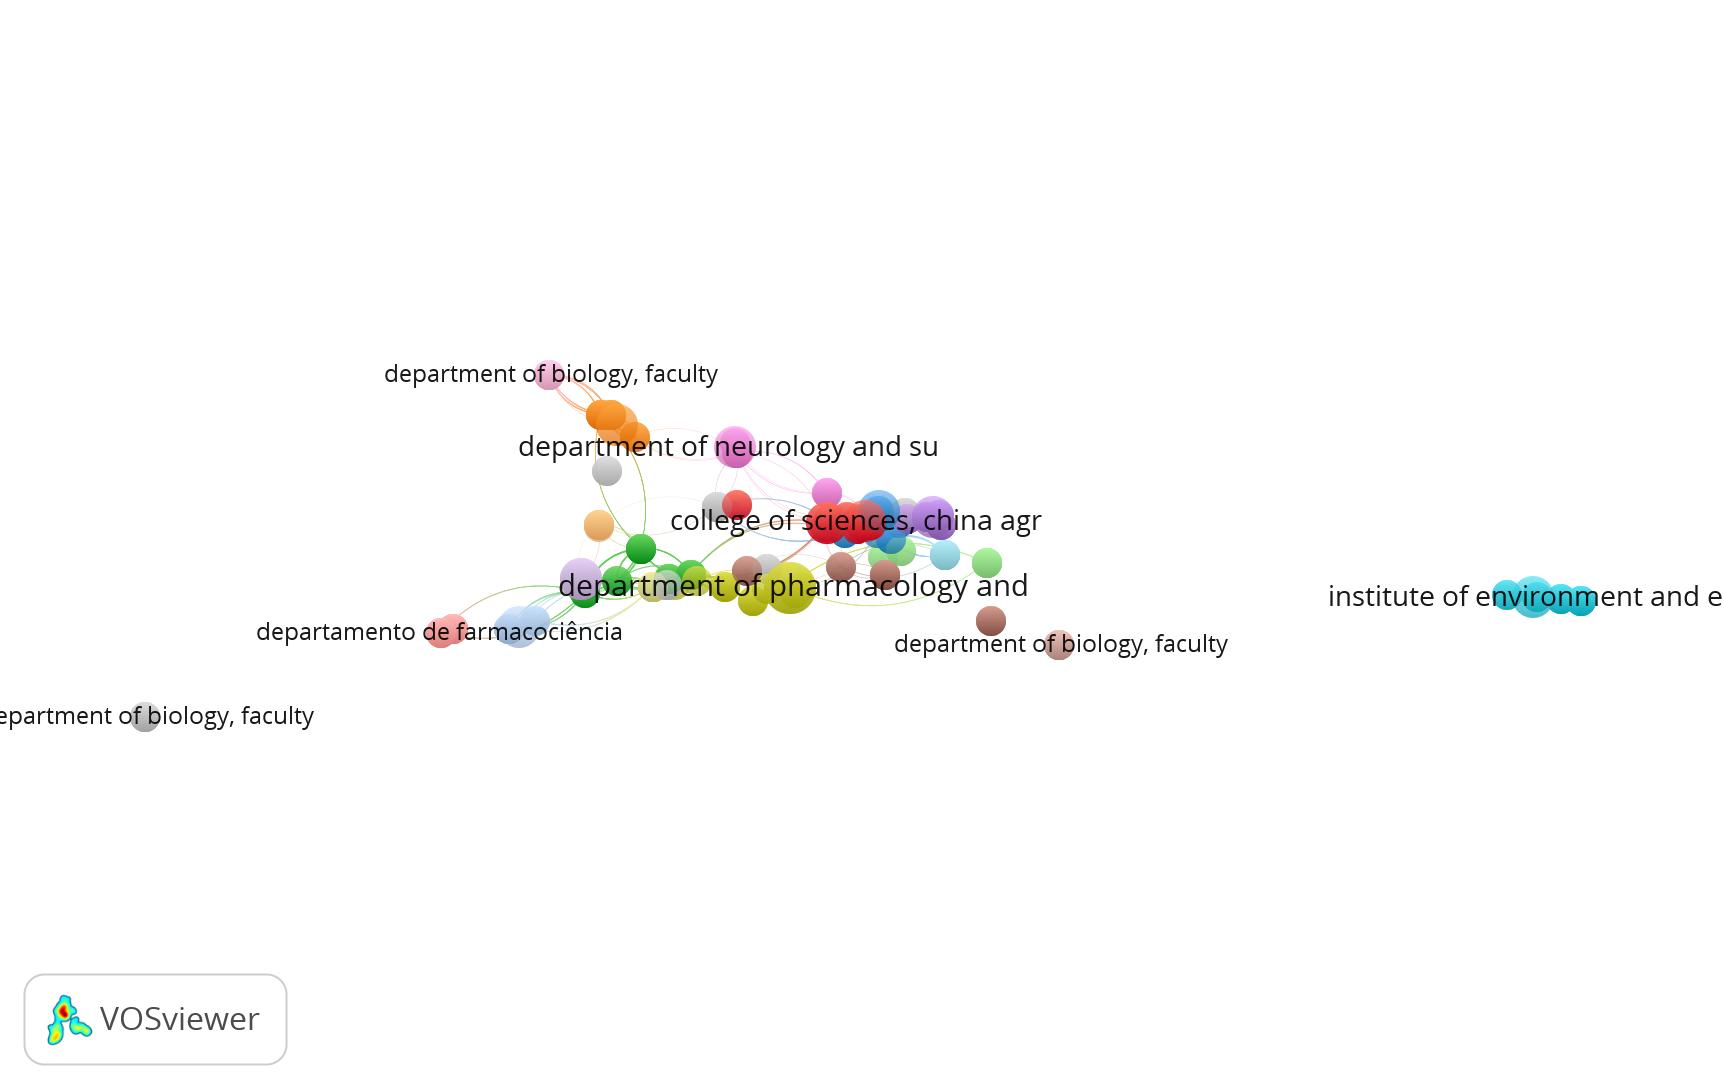 department of biology, faculty
department of neurology and su
college of sciences, china agr
department of pharmacology and
institute of environment and e
departamento de farmacociência
department of biology, faculty
epartment of biology, faculty
VOSviewer